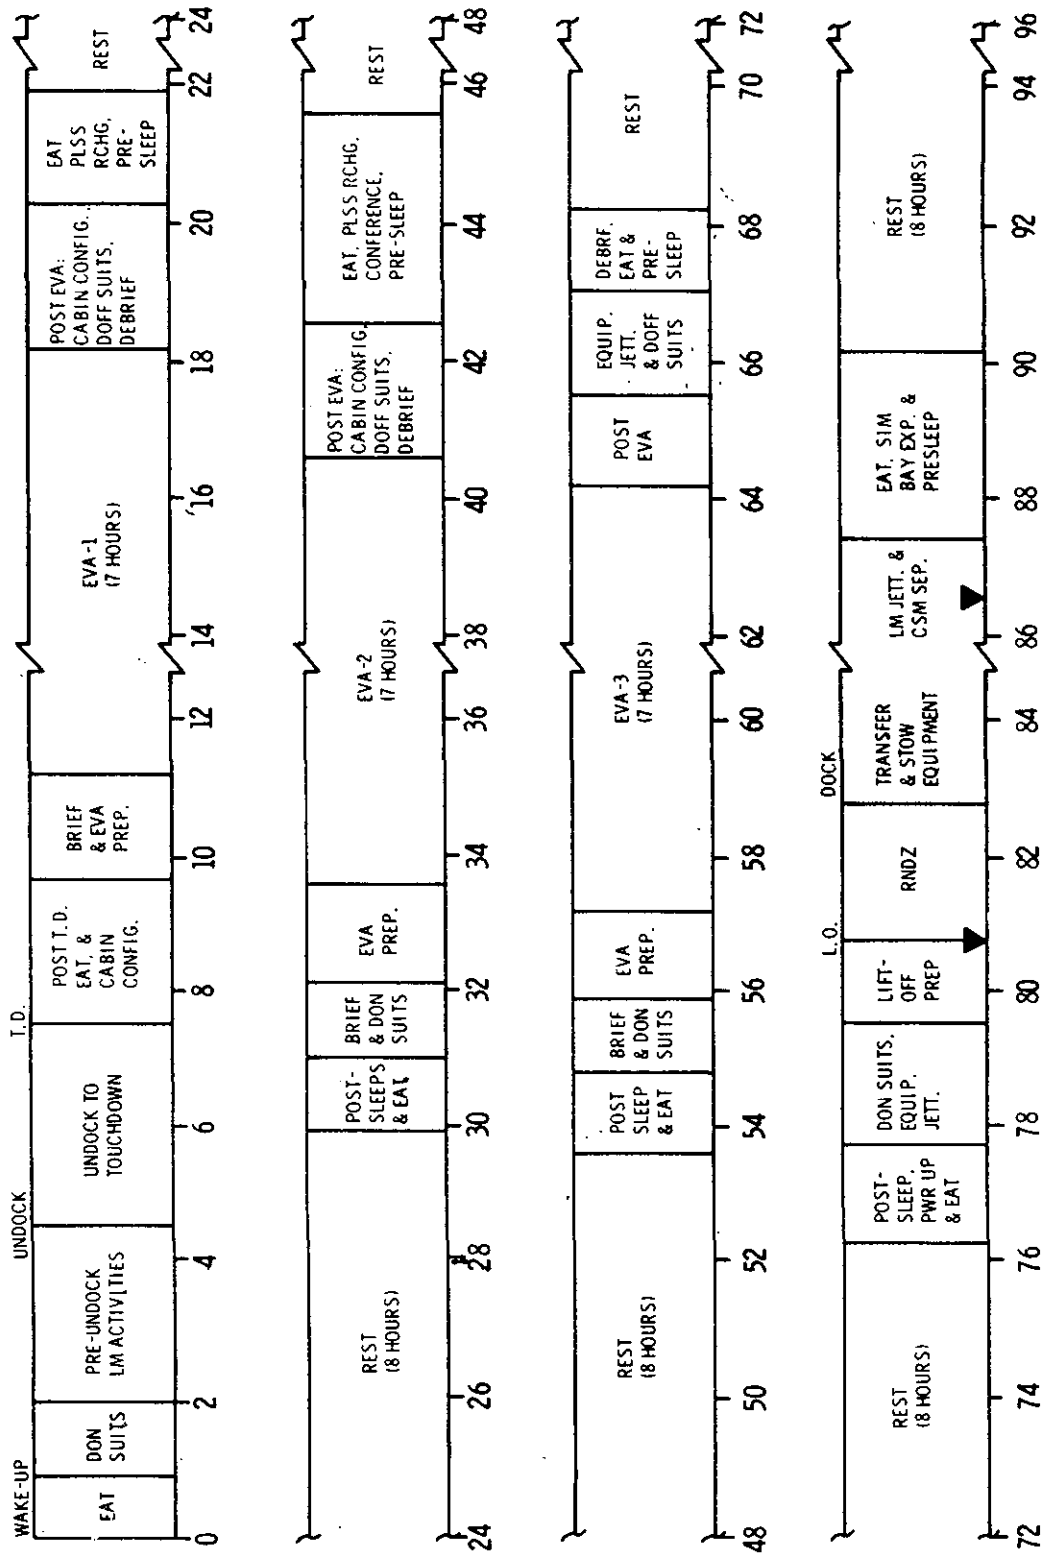 WAKE-UP
UNDOCK
T.D.
EAT
DON
SUITS
PRE-UNDOCK
LM ACTIVITIES
UNDOCK TO
TOUCHDOWN
POST T.D.
EAT, &
CABIN
CONFIG.
BRIEF
& EVA
PREP.
EVA-1
(7 HOURS)
POST EVA:
CABIN CONFIG.,
DOFF SUITS,
DEBRIEF
EAT
PLSS
RCHG,
PRE-
SLEEP
REST
0 2 4 6 8 10 12 14 16 18 20 22 24
REST
(8 HOURS)
POST-
SLEEPS
& EAT
BRIEF
& DON
SUITS
EVA
PREP.
EVA-2
(7 HOURS)
POST EVA:
CABIN CONFIG,
DOFF SUITS,
DEBRIEF
EAT, PLSS RCHG,
CONFERENCE,
PRE-SLEEP
REST
24 26 28 30 32 34 36 38 40 42 44 46 48
REST
(8 HOURS)
POST
SLEEP
& EAT
BRIEF
& DON
SUITS
EVA
PREP.
EVA-3
(7 HOURS)
POST
EVA
EQUIP.
JETT.
& DOFF
SUITS
DEBRF.
EAT &
PRE-
SLEEP
REST
48 50 52 54 56 58 60 62 64 66 68 70 72
L.O.
DOCK
REST
(8 HOURS)
POST-
SLEEP,
PWR UP
& EAT
DON SUITS,
EQUIP.
JETT.
LIFT-
OFF
PREP
RNDZ
TRANSFER
& STOW
EQUIPMENT
LM JETT. &
CSM SEP.
EAT, SIM
BAY EXP. &
PRESLEEP
REST
(8 HOURS)
72 74 76 78 80 82 84 86 88 90 92 94 96